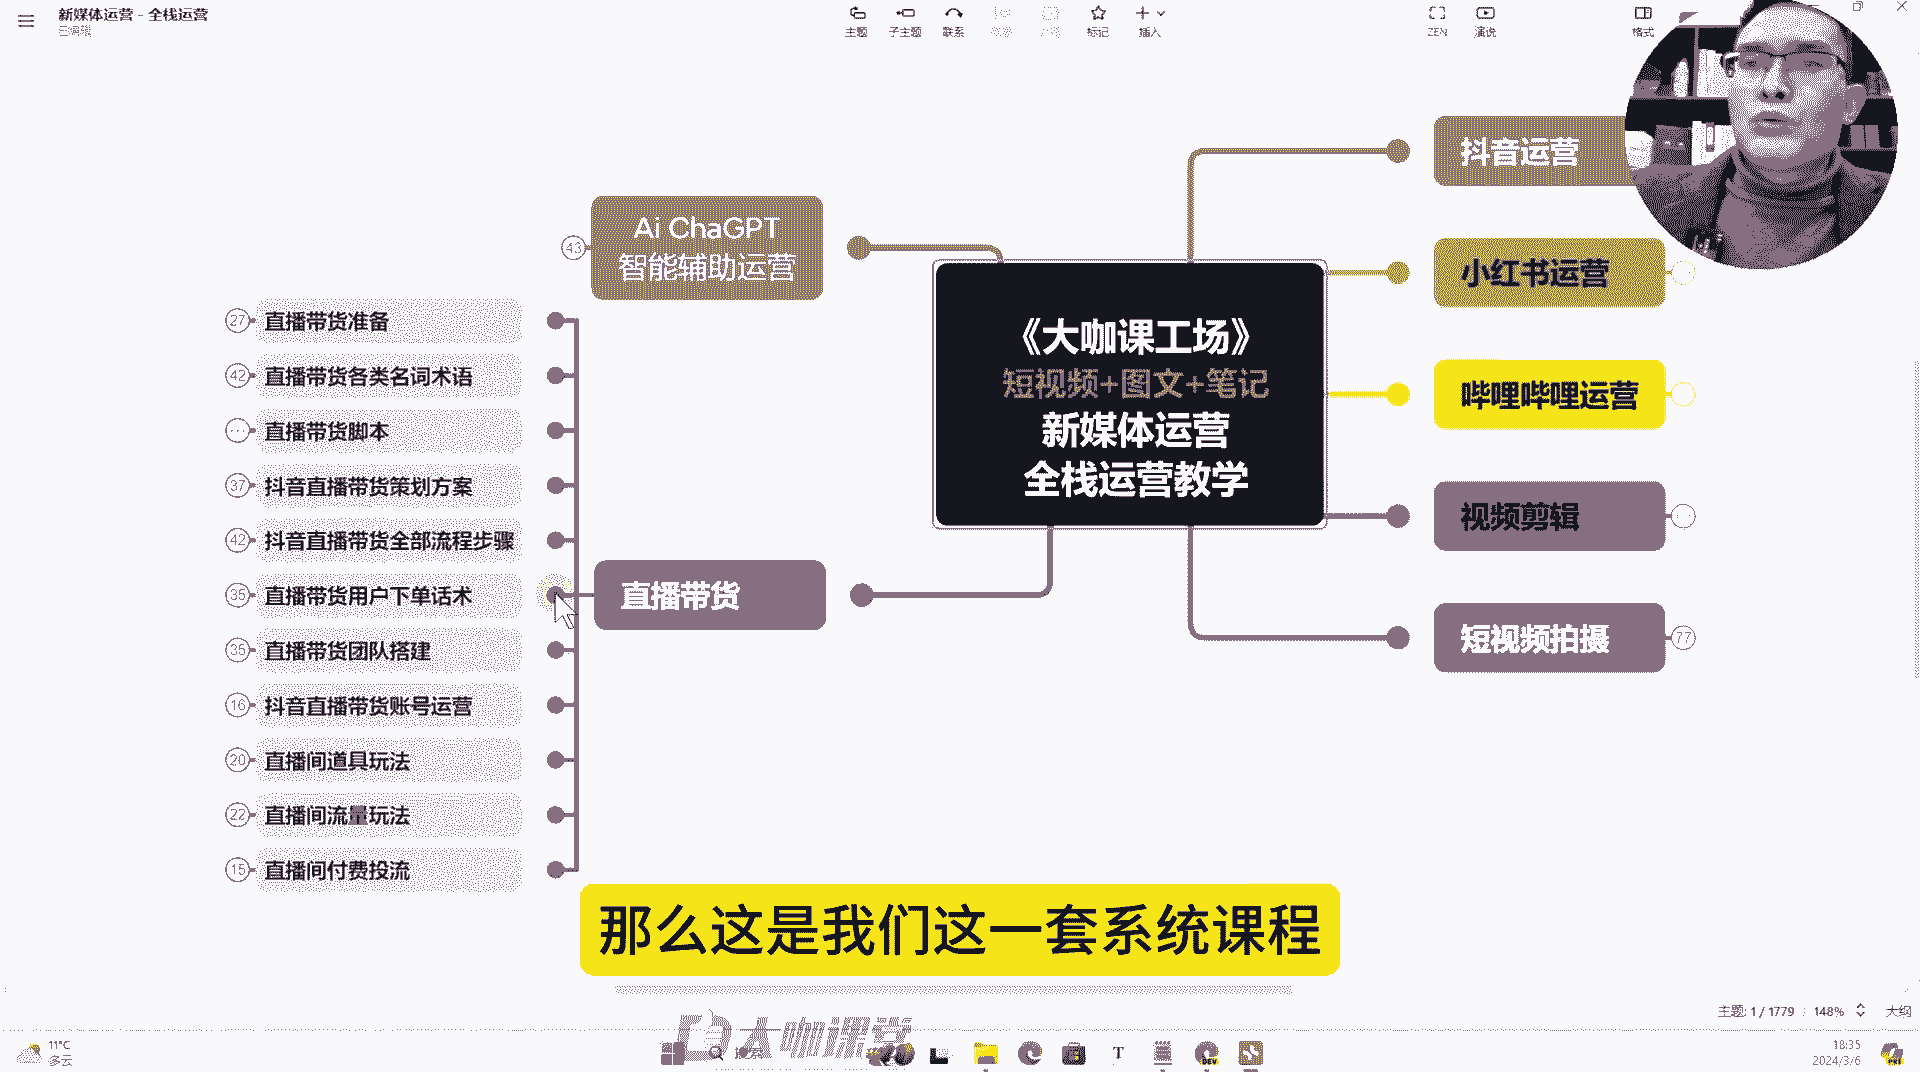 新媒体运营 - 全栈运营
已编辑
主题
子主题
联系
标记
插入
ZEN
演说
格式
Ai ChaGPT
智能辅助运营
43
《大咖课工场》
短视频+图文+笔记
新媒体运营
全栈运营教学
抖音运营
小红书运营
哔哩哔哩运营
视频剪辑
短视频拍摄
77
直播带货
27
直播带货准备
42
直播带货各类名词术语
直播带货脚本
37
抖音直播带货策划方案
42
抖音直播带货全部流程步骤
35
直播带货用户下单话术
35
直播带货团队搭建
16
抖音直播带货账号运营
20
直播间道具玩法
22
直播间流量玩法
15
直播间付费投流
那么这是我们这一套系统课程
主题: 1 / 1779
148%
大纲
大咖课堂
搜索
11°C
多云
18:35
2024/3/6